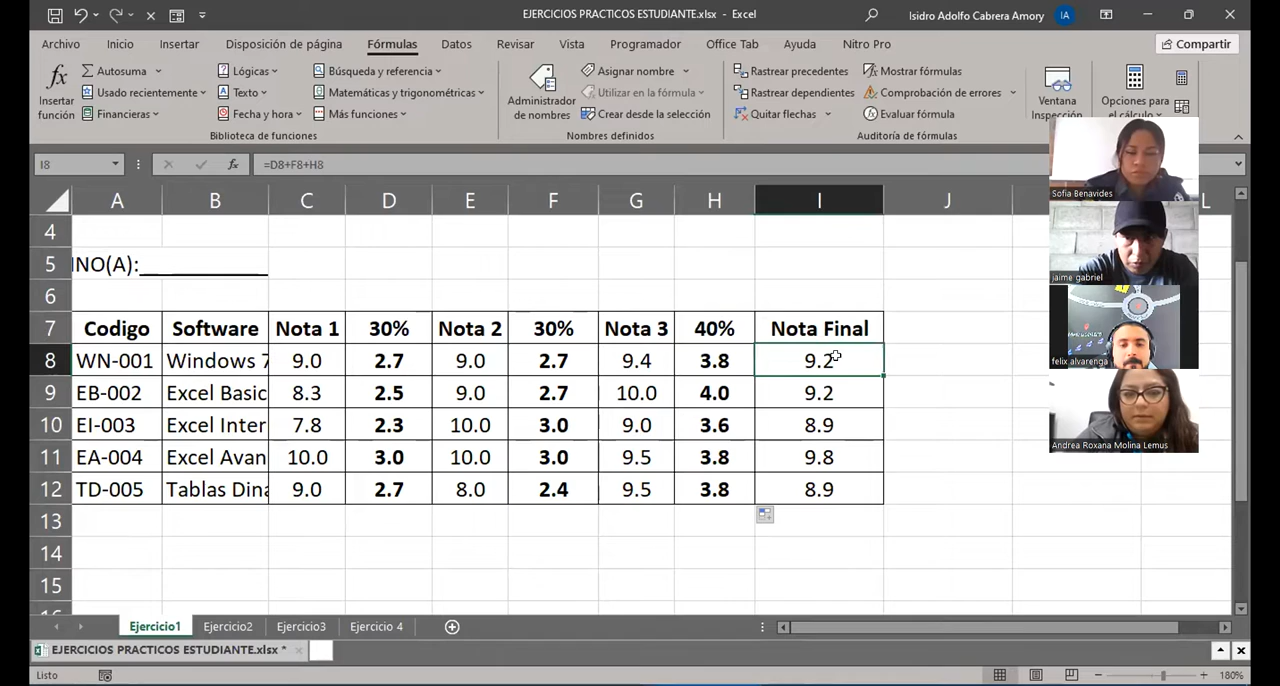 EJERCICIOS PRACTICOS ESTUDIANTE.xlsx - Excel
Isidro Adolfo Cabrera Amory
IA
Archivo Inicio Insertar Disposición de página Fórmulas Datos Revisar Vista Programador Office Tab Ayuda Nitro Pro
Compartir
fx Insertar función
Autosuma
Usado recientemente
Financieras
Lógicas
Texto
Fecha y hora
Búsqueda y referencia
Matemáticas y trigonométricas
Más funciones
Biblioteca de funciones
Administrador de nombres
Asignar nombre
Utilizar en la fórmula
Crear desde la selección
Nombres definidos
Rastrear precedentes
Rastrear dependientes
Quitar flechas
Mostrar fórmulas
Comprobación de errores
Evaluar fórmula
Auditoría de fórmulas
Ventana Inspección
Opciones para el cálculo
I8 fx =D8+F8+H8
A B C D E F G H I J L
4
5 INO(A):___________
6
7 Codigo Software Nota 1 30% Nota 2 30% Nota 3 40% Nota Final
8 WN-001 Windows 7 9.0 2.7 9.0 2.7 9.4 3.8 9.2
9 EB-002 Excel Basic 8.3 2.5 9.0 2.7 10.0 4.0 9.2
10 EI-003 Excel Inter 7.8 2.3 10.0 3.0 9.0 3.6 8.9
11 EA-004 Excel Avan 10.0 3.0 10.0 3.0 9.5 3.8 9.8
12 TD-005 Tablas Diná 9.0 2.7 8.0 2.4 9.5 3.8 8.9
13
14
15
Sofia Benavides
jaime gabriel
felix alvarenga
Andrea Roxana Molina Lemus
Ejercicio1 Ejercicio2 Ejercicio3 Ejercicio 4
EJERCICIOS PRACTICOS ESTUDIANTE.xlsx *
Listo
180%